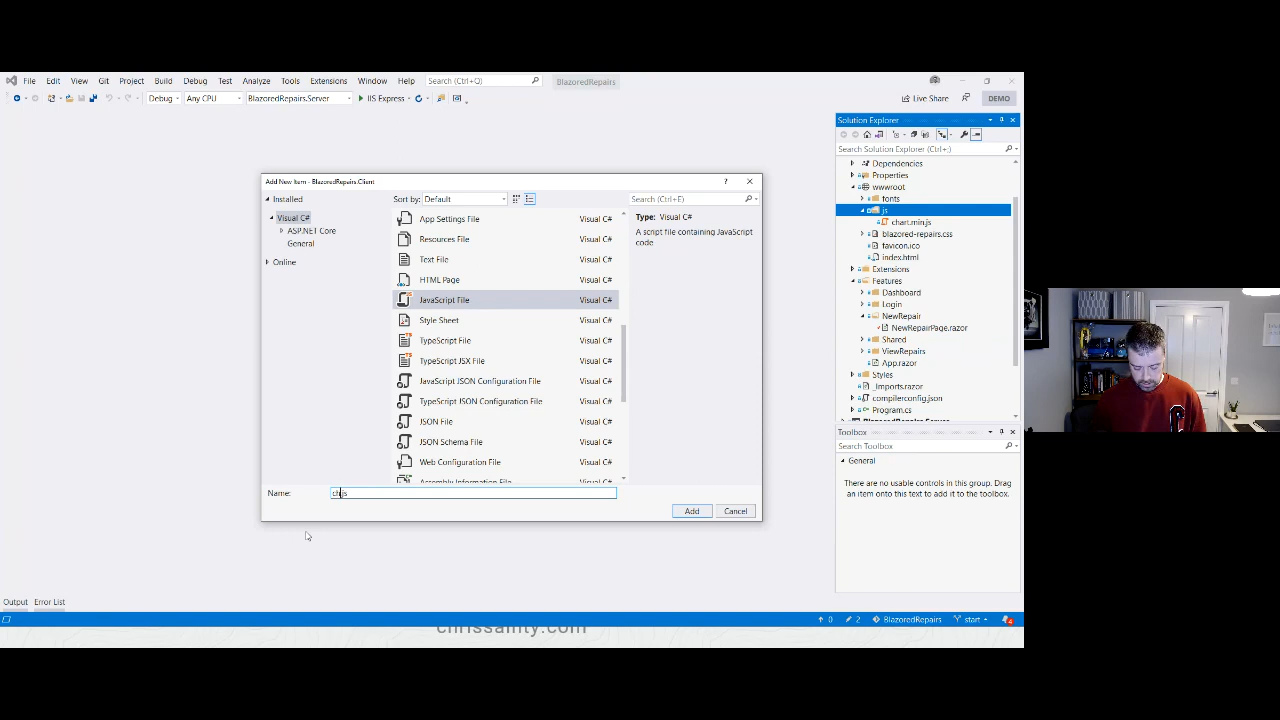 File Edit View Git Project Build Debug Test Analyze Tools Extensions Window Help Search (Ctrl+Q) BlazoredRepairs
Debug Any CPU BlazoredRepairs.Server IIS Express Live Share DEMO
Solution Explorer
Search Solution Explorer (Ctrl+;)
Dependencies
Properties
wwwroot
fonts
js
chart.min.js
blazored-repairs.css
favicon.ico
index.html
Extensions
Features
Dashboard
Login
NewRepair
NewRepairPage.razor
Shared
ViewRepairs
App.razor
Styles
_Imports.razor
compilerconfig.json
Program.cs
Toolbox
Search Toolbox
General
There are no usable controls in this group. Drag
an item onto this text to add it to the toolbox.
Add New Item - BlazoredRepairs.Client
Installed
Visual C#
ASP.NET Core
General
Online
Sort by: Default
Search (Ctrl+E)
App Settings File Visual C#
Resources File Visual C#
Text File Visual C#
HTML Page Visual C#
JavaScript File Visual C#
Style Sheet Visual C#
TypeScript File Visual C#
TypeScript JSX File Visual C#
JavaScript JSON Configuration File Visual C#
TypeScript JSON Configuration File Visual C#
JSON File Visual C#
JSON Schema File Visual C#
Web Configuration File Visual C#
Assembly Information File Visual C#
Type: Visual C#
A script file containing JavaScript
code
Name: ch.js
Add Cancel
Output Error List
0 2 BlazoredRepairs start 4
chrissainty.com